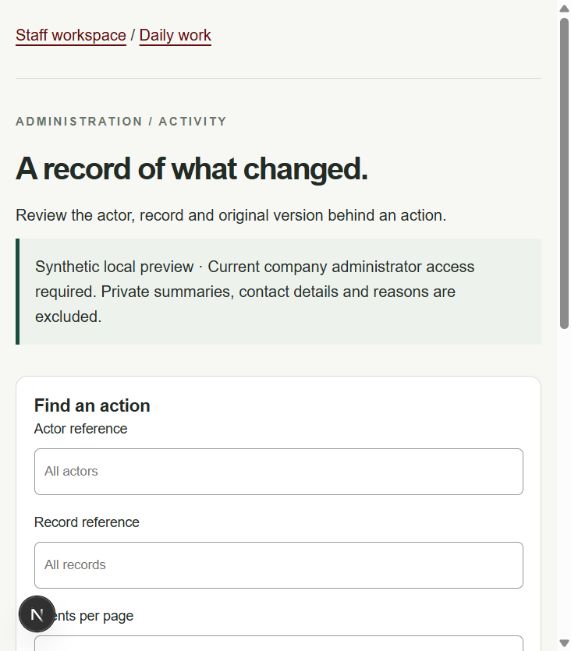 Staff workspace / Daily work
ADMINISTRATION / ACTIVITY
A record of what changed.
Review the actor, record and original version behind an action.
Synthetic local preview · Current company administrator access
required. Private summaries, contact details and reasons are
excluded.
Find an action
Actor reference
All actors
Record reference
All records
N
per page